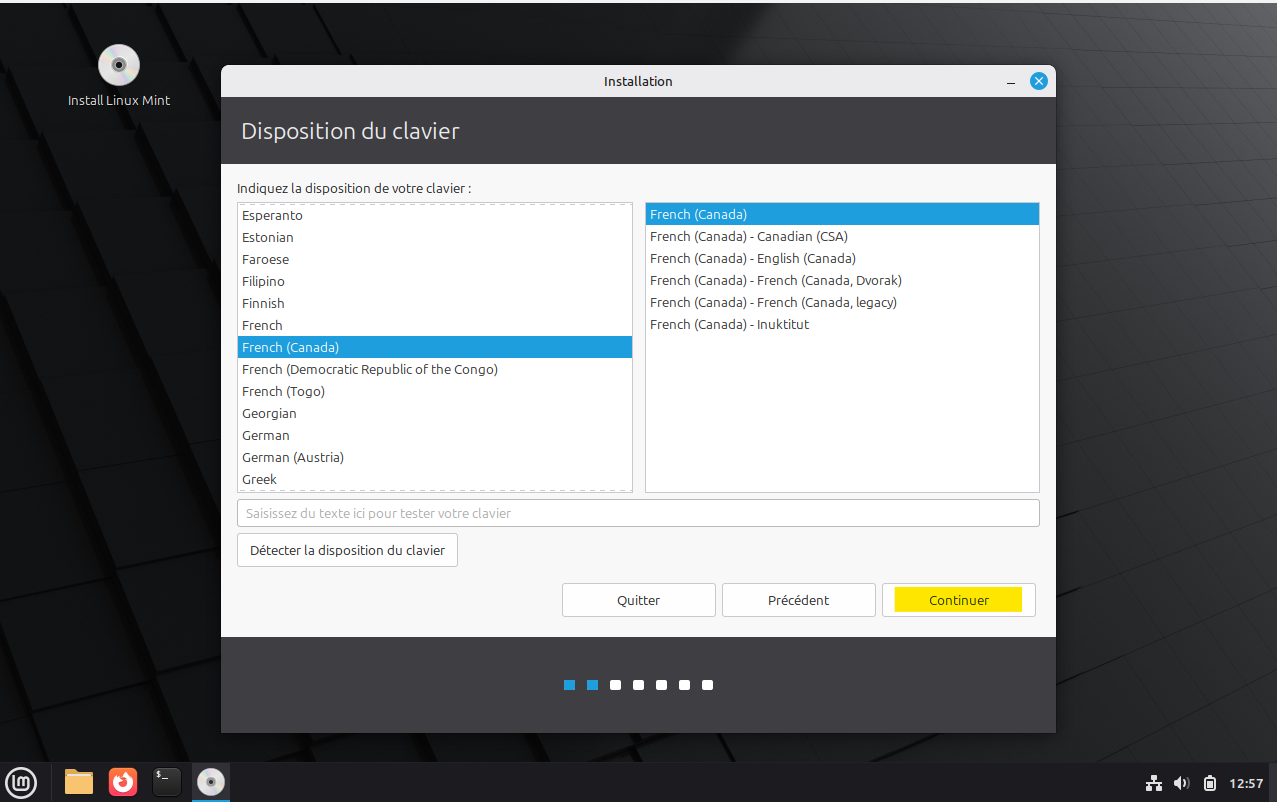 Install Linux Mint
Installation
Disposition du clavier
Indiquez la disposition de votre clavier :
Esperanto
Estonian
Faroese
Filipino
Finnish
French
French (Canada)
French (Democratic Republic of the Congo)
French (Togo)
Georgian
German
German (Austria)
Greek
French (Canada)
French (Canada) - Canadian (CSA)
French (Canada) - English (Canada)
French (Canada) - French (Canada, Dvorak)
French (Canada) - French (Canada, legacy)
French (Canada) - Inuktitut
Saisissez du texte ici pour tester votre clavier
Détecter la disposition du clavier
Quitter
Précédent
Continuer
$_
12:57